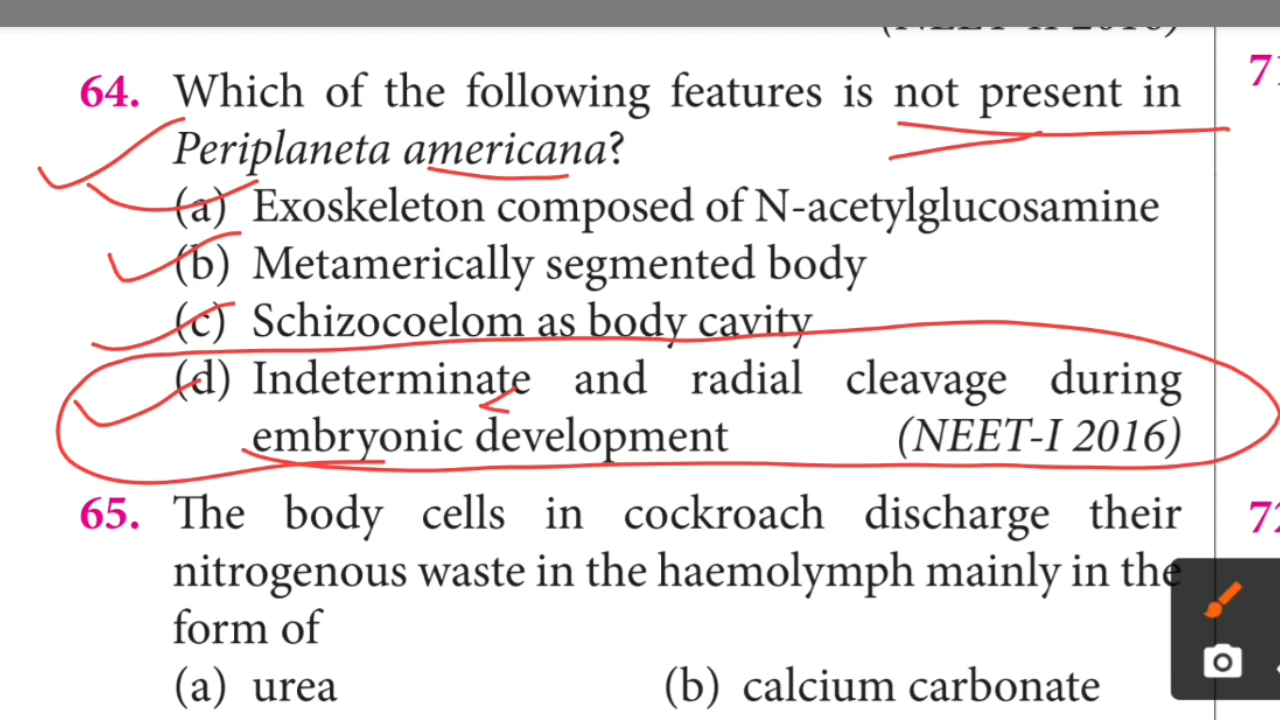 64. Which of the following features is not present in
Periplaneta americana?
(a) Exoskeleton composed of N-acetylglucosamine
(b) Metamerically segmented body
(c) Schizocoelom as body cavity
(d) Indeterminate and radial cleavage during
embryonic development (NEET-I 2016)
65. The body cells in cockroach discharge their
nitrogenous waste in the haemolymph mainly in the
form of
(a) urea (b) calcium carbonate